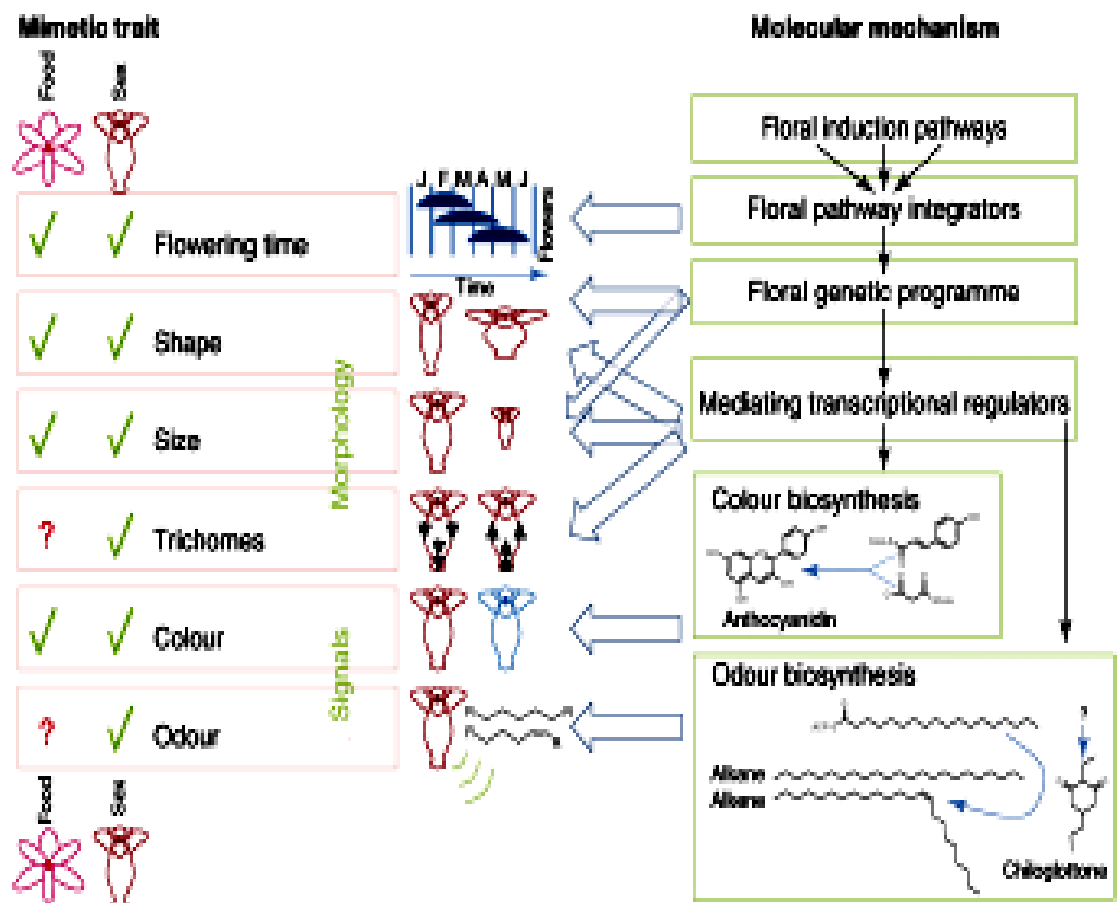 Mimetic trait
Molecular mechanism
Food
Sex
Floral induction pathways
J F M A M J
Flowers
Floral pathway integrators
Flowering time
Time
Floral genetic programme
Shape
Morphology
Mediating transcriptional regulators
Size
Colour biosynthesis
? Trichomes
Anthocyanidin
Colour
Signals
Odour biosynthesis
? Odour
R
R
R
R
?
Alkane
Alkane
Chiloglottone
Food
Sex